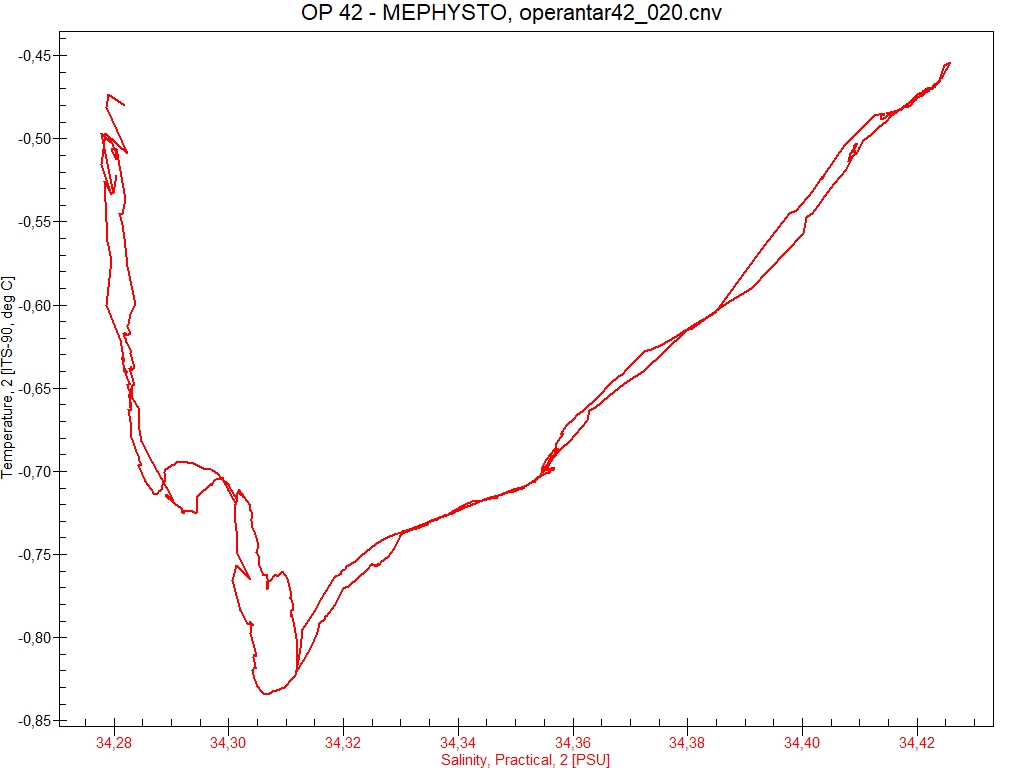 OP 42 - MEPHYSTO, operantar42_020.cnv
-0,45
-0,50
-0,55
-0,60
-0,65
-0,70
-0,75
-0,80
-0,85
Temperature, 2 [ITS-90, deg C]
34,28 34,30 34,32 34,34 34,36 34,38 34,40 34,42
Salinity, Practical, 2 [PSU]